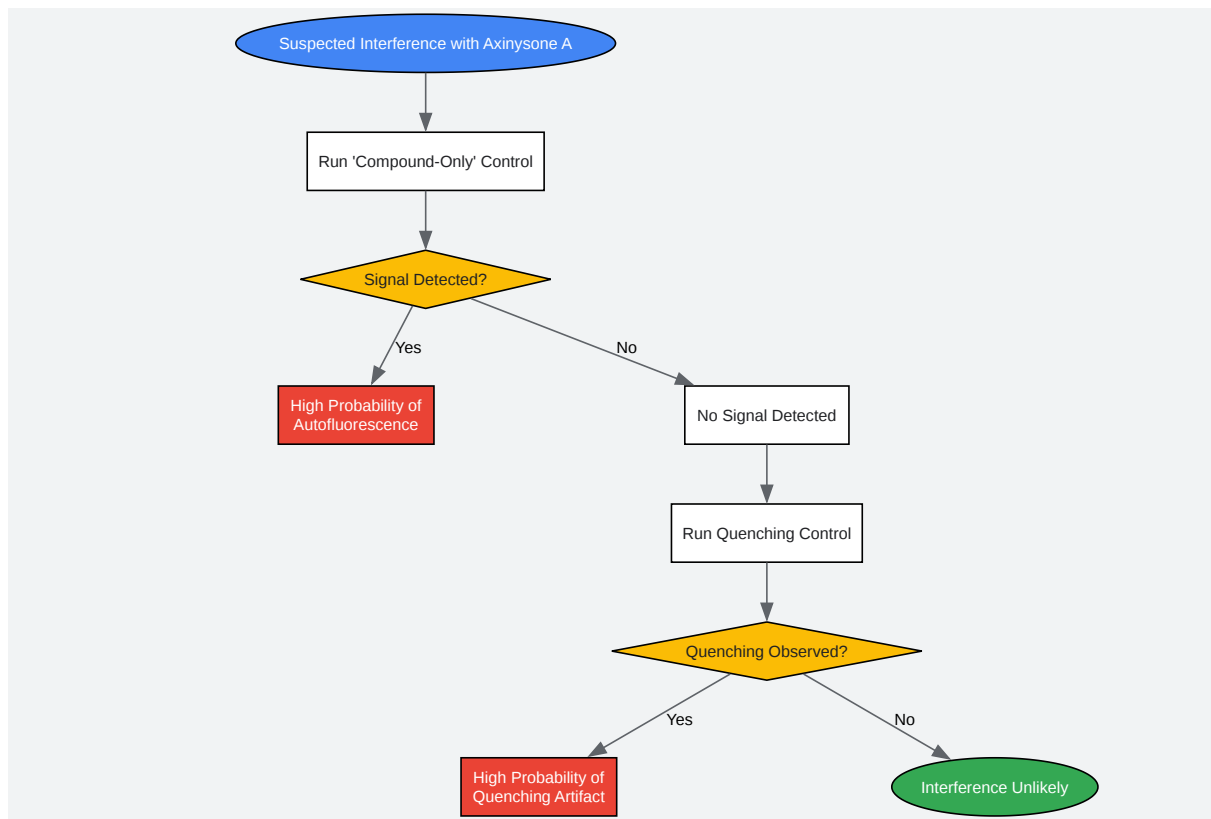 Suspected Interference with Axinysone A
Run 'Compound-Only' Control
Signal Detected?
Yes
No
High Probability of
Autofluorescence
No Signal Detected
Run Quenching Control
Quenching Observed?
Yes
No
High Probability of
Quenching Artifact
Interference Unlikely